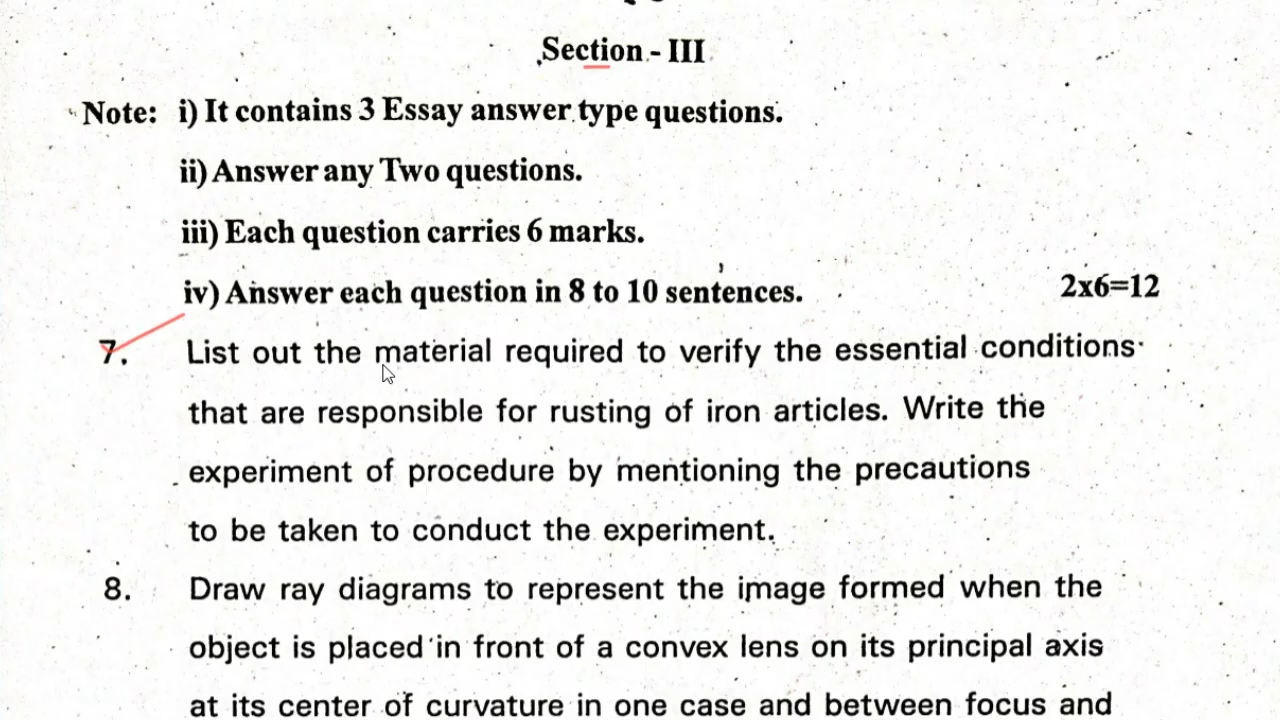 Section - III
Note: i) It contains 3 Essay answer type questions.
ii) Answer any Two questions.
iii) Each question carries 6 marks.
iv) Answer each question in 8 to 10 sentences. 2x6=12
7. List out the material required to verify the essential conditions
that are responsible for rusting of iron articles. Write the
experiment of procedure by mentioning the precautions
to be taken to conduct the experiment.
8. Draw ray diagrams to represent the image formed when the
object is placed in front of a convex lens on its principal axis
at its center of curvature in one case and between focus and